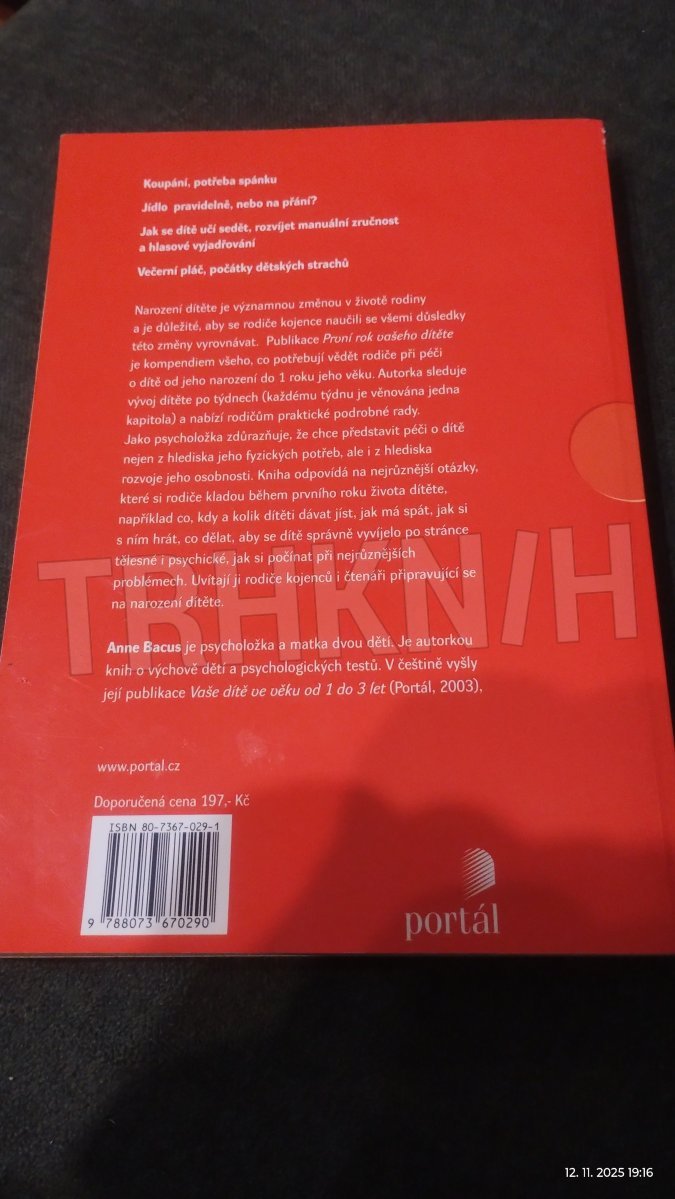 Koupání, potřeba spánku
Jídlo pravidelně, nebo na přání?
Jak se dítě učí sedět, rozvíjet manuální zručnost
a hlasové vyjadřování
Večerní pláč, počátky dětských strachů
Narození dítěte je významnou změnou v životě rodiny
a je důležité, aby se rodiče kojence naučili se všemi důsledky
této změny vyrovnávat. Publikace První rok vašeho dítěte
je kompendiem všeho, co potřebují vědět rodiče při péči
o dítě od jeho narození do 1 roku jeho věku. Autorka sleduje
vývoj dítěte po týdnech (každému týdnu je věnována jedna
kapitola) a nabízí rodičům praktické podrobné rady.
Jako psycholožka zdůrazňuje, že chce představit péči o dítě
nejen z hlediska jeho fyzických potřeb, ale i z hlediska
rozvoje jeho osobnosti. Kniha odpovídá na nejrůznější otázky,
které si rodiče kladou během prvního roku života dítěte,
například co, kdy a kolik dítěti dávat jíst, jak má spát, jak si
s ním hrát, co dělat, aby se dítě správně vyvíjelo po stránce
tělesné i psychické, jak si počínat při nejrůznějších
problémech. Uvítají ji rodiče kojenců i čtenáři připravující se
na narození dítěte.
TRHKNIH
Anne Bacus je psycholožka a matka dvou dětí. Je autorkou
knih o výchově dětí a psychologických testů. V češtině vyšly
její publikace Vaše dítě ve věku od 1 do 3 let (Portál, 2003),
www.portal.cz
Doporučená cena 197,- Kč
ISBN 80-7367-029-1
9 788073 670290
portál
12. 11. 2025 19:16